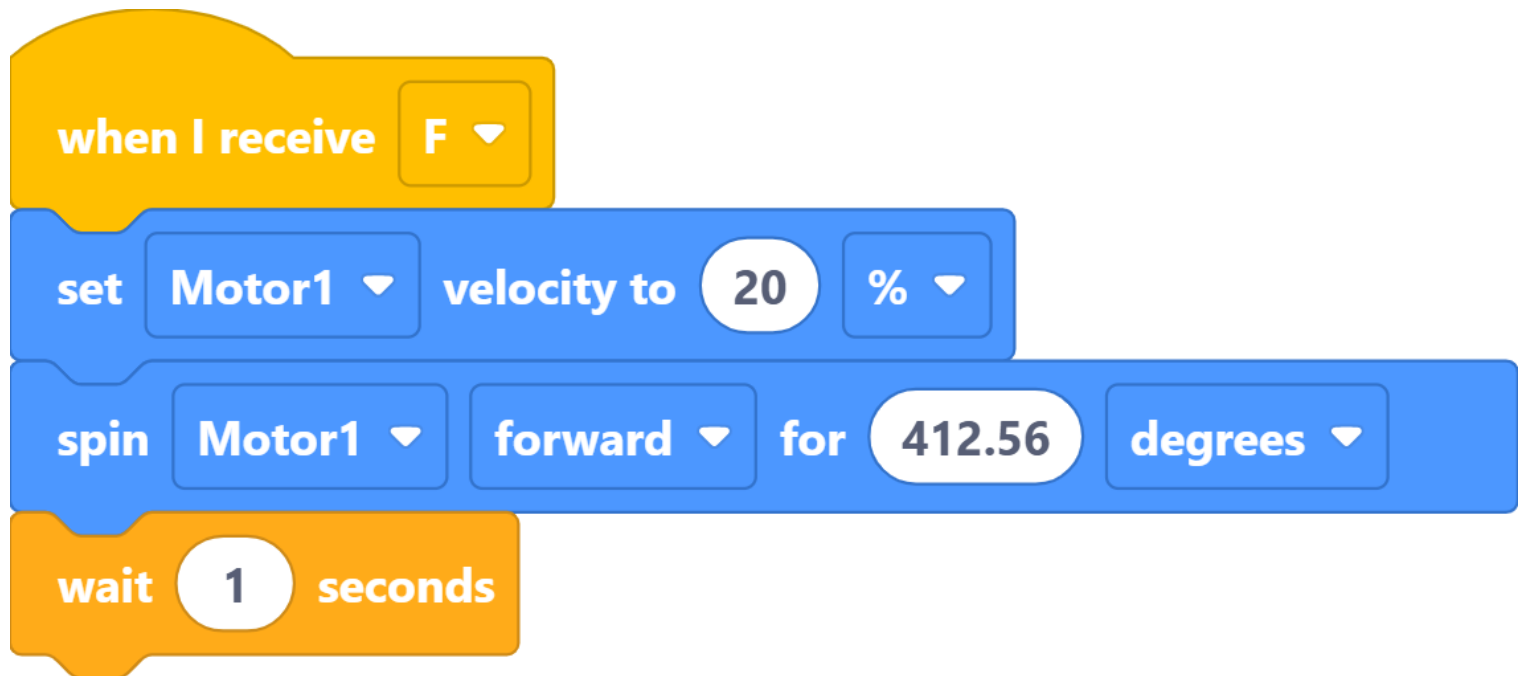 when I receive F
set Motor1 velocity to 20 %
spin Motor1 forward for 412.56 degrees
wait 1 seconds